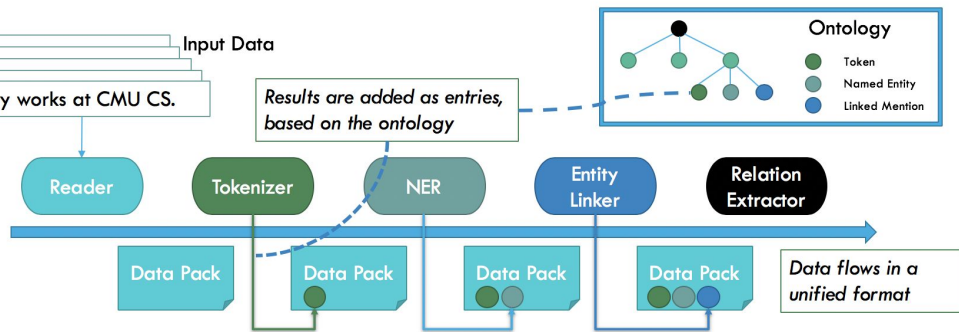 Input Data
y works at CMU CS.
Results are added as entries,
based on the ontology
Ontology
Token
Named Entity
Linked Mention
Reader
Tokenizer
NER
Entity
Linker
Relation
Extractor
Data Pack
Data Pack
Data Pack
Data Pack
Data flows in a
unified format